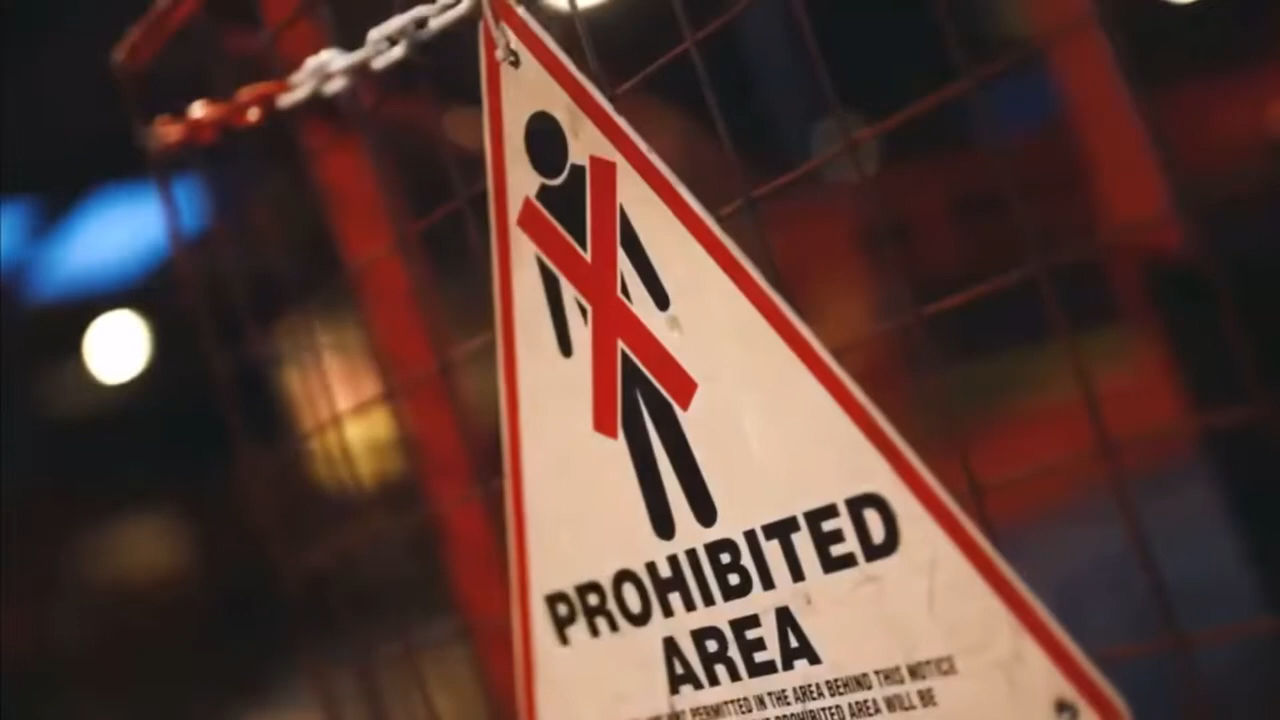 PROHIBITED
AREA
PERMITTED IN THE AREA BEHIND THIS NOTICE
PROHIBITED AREA WILL BE